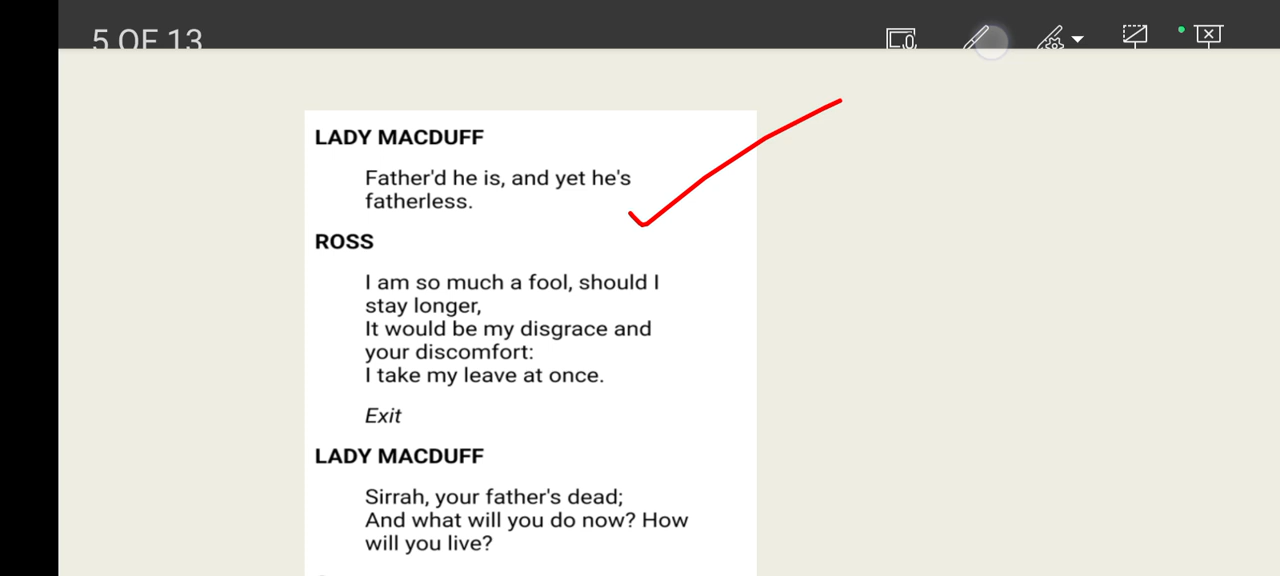 5 OF 13
LADY MACDUFF
Father'd he is, and yet he's
fatherless.
ROSS
I am so much a fool, should I
stay longer,
It would be my disgrace and
your discomfort:
I take my leave at once.
Exit
LADY MACDUFF
Sirrah, your father's dead;
And what will you do now? How
will you live?